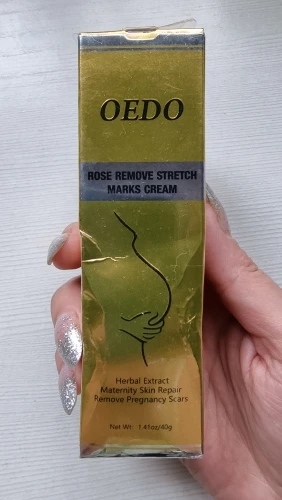 OEDO
ROSE REMOVE STRETCH
MARKS CREAM
Herbal Extract
Maternity Skin Repair
Remove Pregnancy Scars
Net Wt: 1.41oz/40g